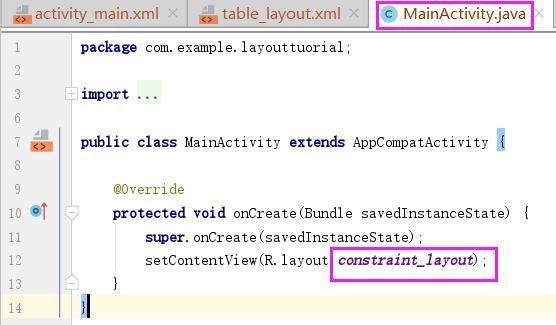 activity_main.xml table_layout.xml MainActivity.java
1 package com.example.layouttuorial;
2
3 import ...
6
7 public class MainActivity extends AppCompatActivity {
8
9 @Override
10 protected void onCreate(Bundle savedInstanceState) {
11 super.onCreate(savedInstanceState);
12 setContentView(R.layout.constraint_layout);
13 }
14 }